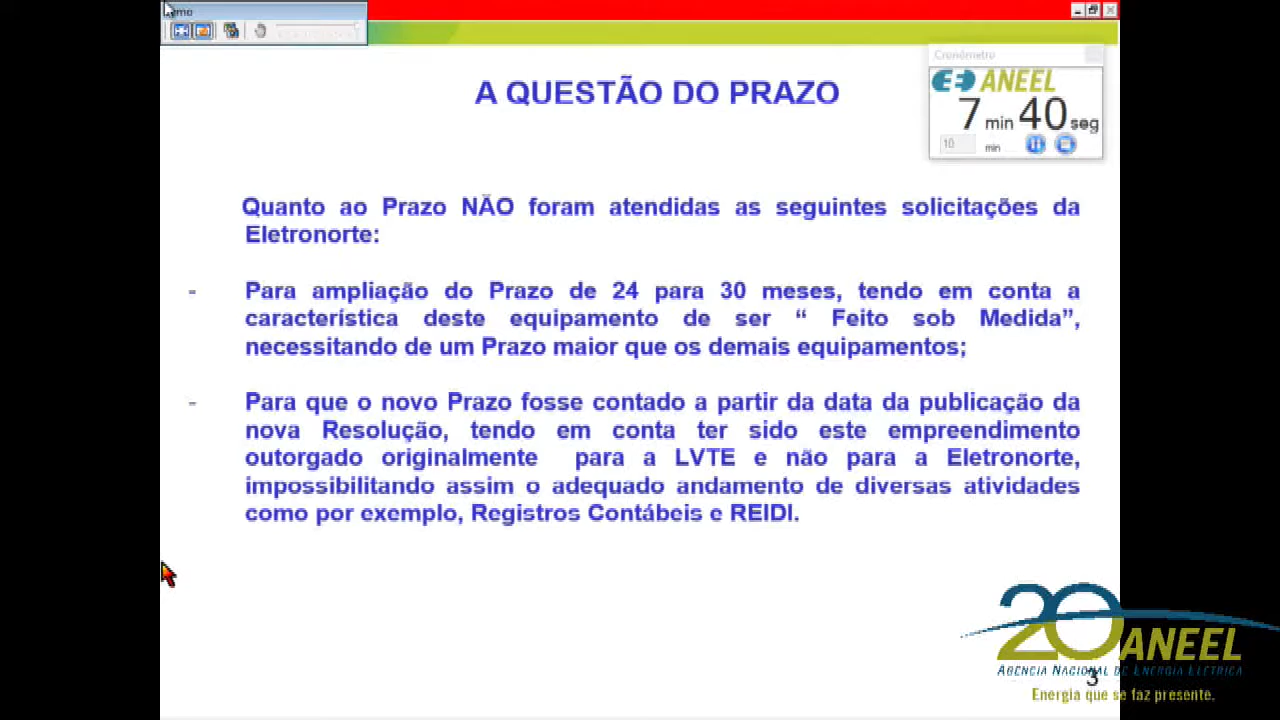 emo
Cronômetro
ANEEL
7 min 40 seg
10 min
A QUESTÃO DO PRAZO
Quanto ao Prazo NÃO foram atendidas as seguintes solicitações da
Eletronorte:
- Para ampliação do Prazo de 24 para 30 meses, tendo em conta a
característica deste equipamento de ser “ Feito sob Medida”,
necessitando de um Prazo maior que os demais equipamentos;
- Para que o novo Prazo fosse contado a partir da data da publicação da
nova Resolução, tendo em conta ter sido este empreendimento
outorgado originalmente para a LVTE e não para a Eletronorte,
impossibilitando assim o adequado andamento de diversas atividades
como por exemplo, Registros Contábeis e REIDI.
20 ANEEL
AGÊNCIA NACIONAL DE ENERGIA ELÉTRICA
3
Energia que se faz presente.